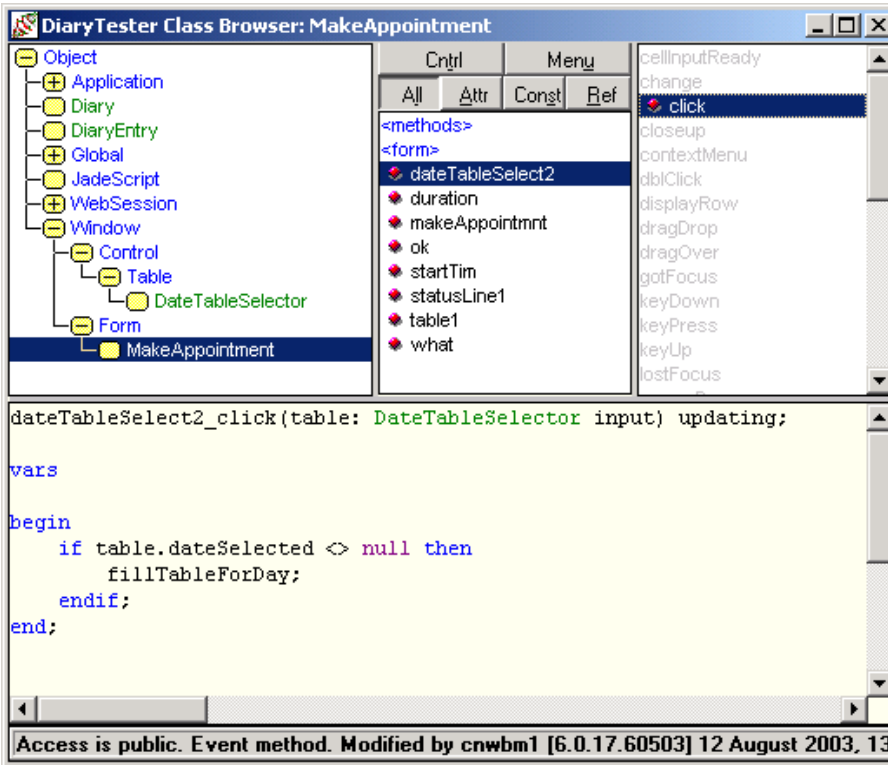 DiaryTester Class Browser: MakeAppointment
Object
Application
Diary
DiaryEntry
Global
JadeScript
WebSession
Window
Control
Table
DateTableSelector
Form
MakeAppointment
Cntrl Menu
All Attr Const Ref
<methods>
<form>
dateTableSelect2
duration
makeAppointmnt
ok
startTim
statusLine1
table1
what
cellInputReady
change
click
closeup
contextMenu
dblClick
displayRow
dragDrop
dragOver
gotFocus
keyDown
keyPress
keyUp
lostFocus
dateTableSelect2_click(table: DateTableSelector input) updating;
vars
begin
if table.dateSelected <> null then
fillTableForDay;
endif;
end;
Access is public. Event method. Modified by cnwbm1 [6.0.17.60503] 12 August 2003, 13